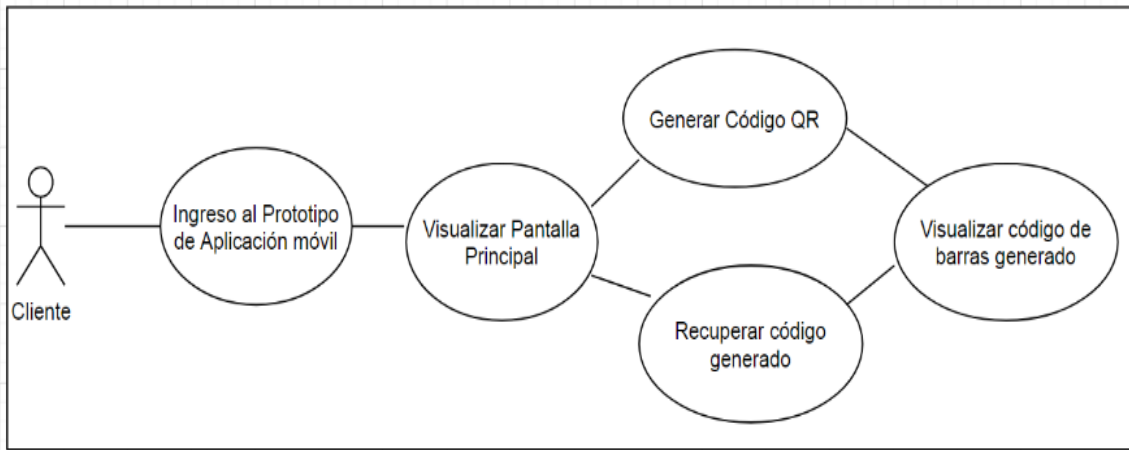 Cliente
Ingreso al Prototipo
de Aplicación móvil
Visualizar Pantalla
Principal
Generar Código QR
Recuperar código
generado
Visualizar código de
barras generado